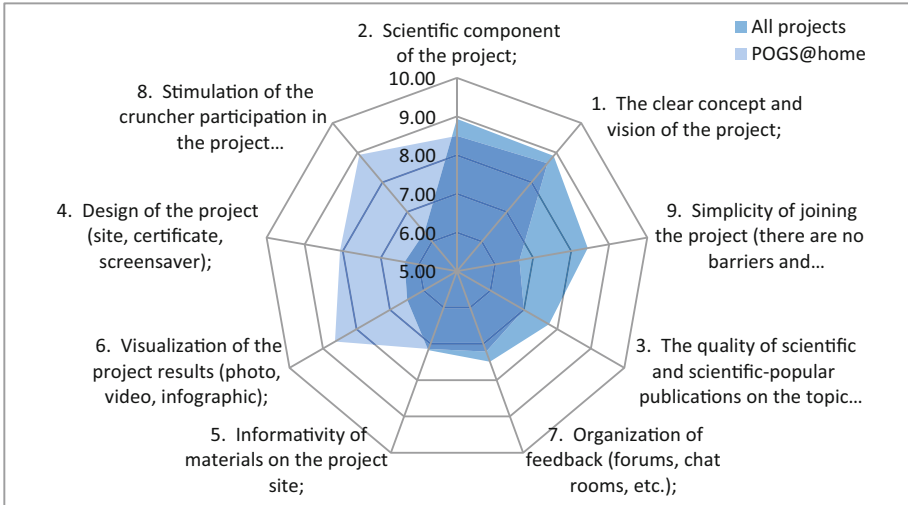 2. Scientific component
of the project;
All projects
POGS@home
10.00
9.00
8.00
7.00
6.00
5.00
8. Stimulation of the
cruncher participation in
the project…
1. The clear concept and
vision of the project;
4. Design of the project
(site, certificate,
screensaver);
9. Simplicity of joining
the project (there are no
barriers and…
6. Visualization of the
project results (photo,
video, infographic);
3. The quality of scientific
and scientific-popular
publications on the topic…
5. Informativity of
materials on the project
site;
7. Organization of
feedback (forums, chat
rooms, etc.);